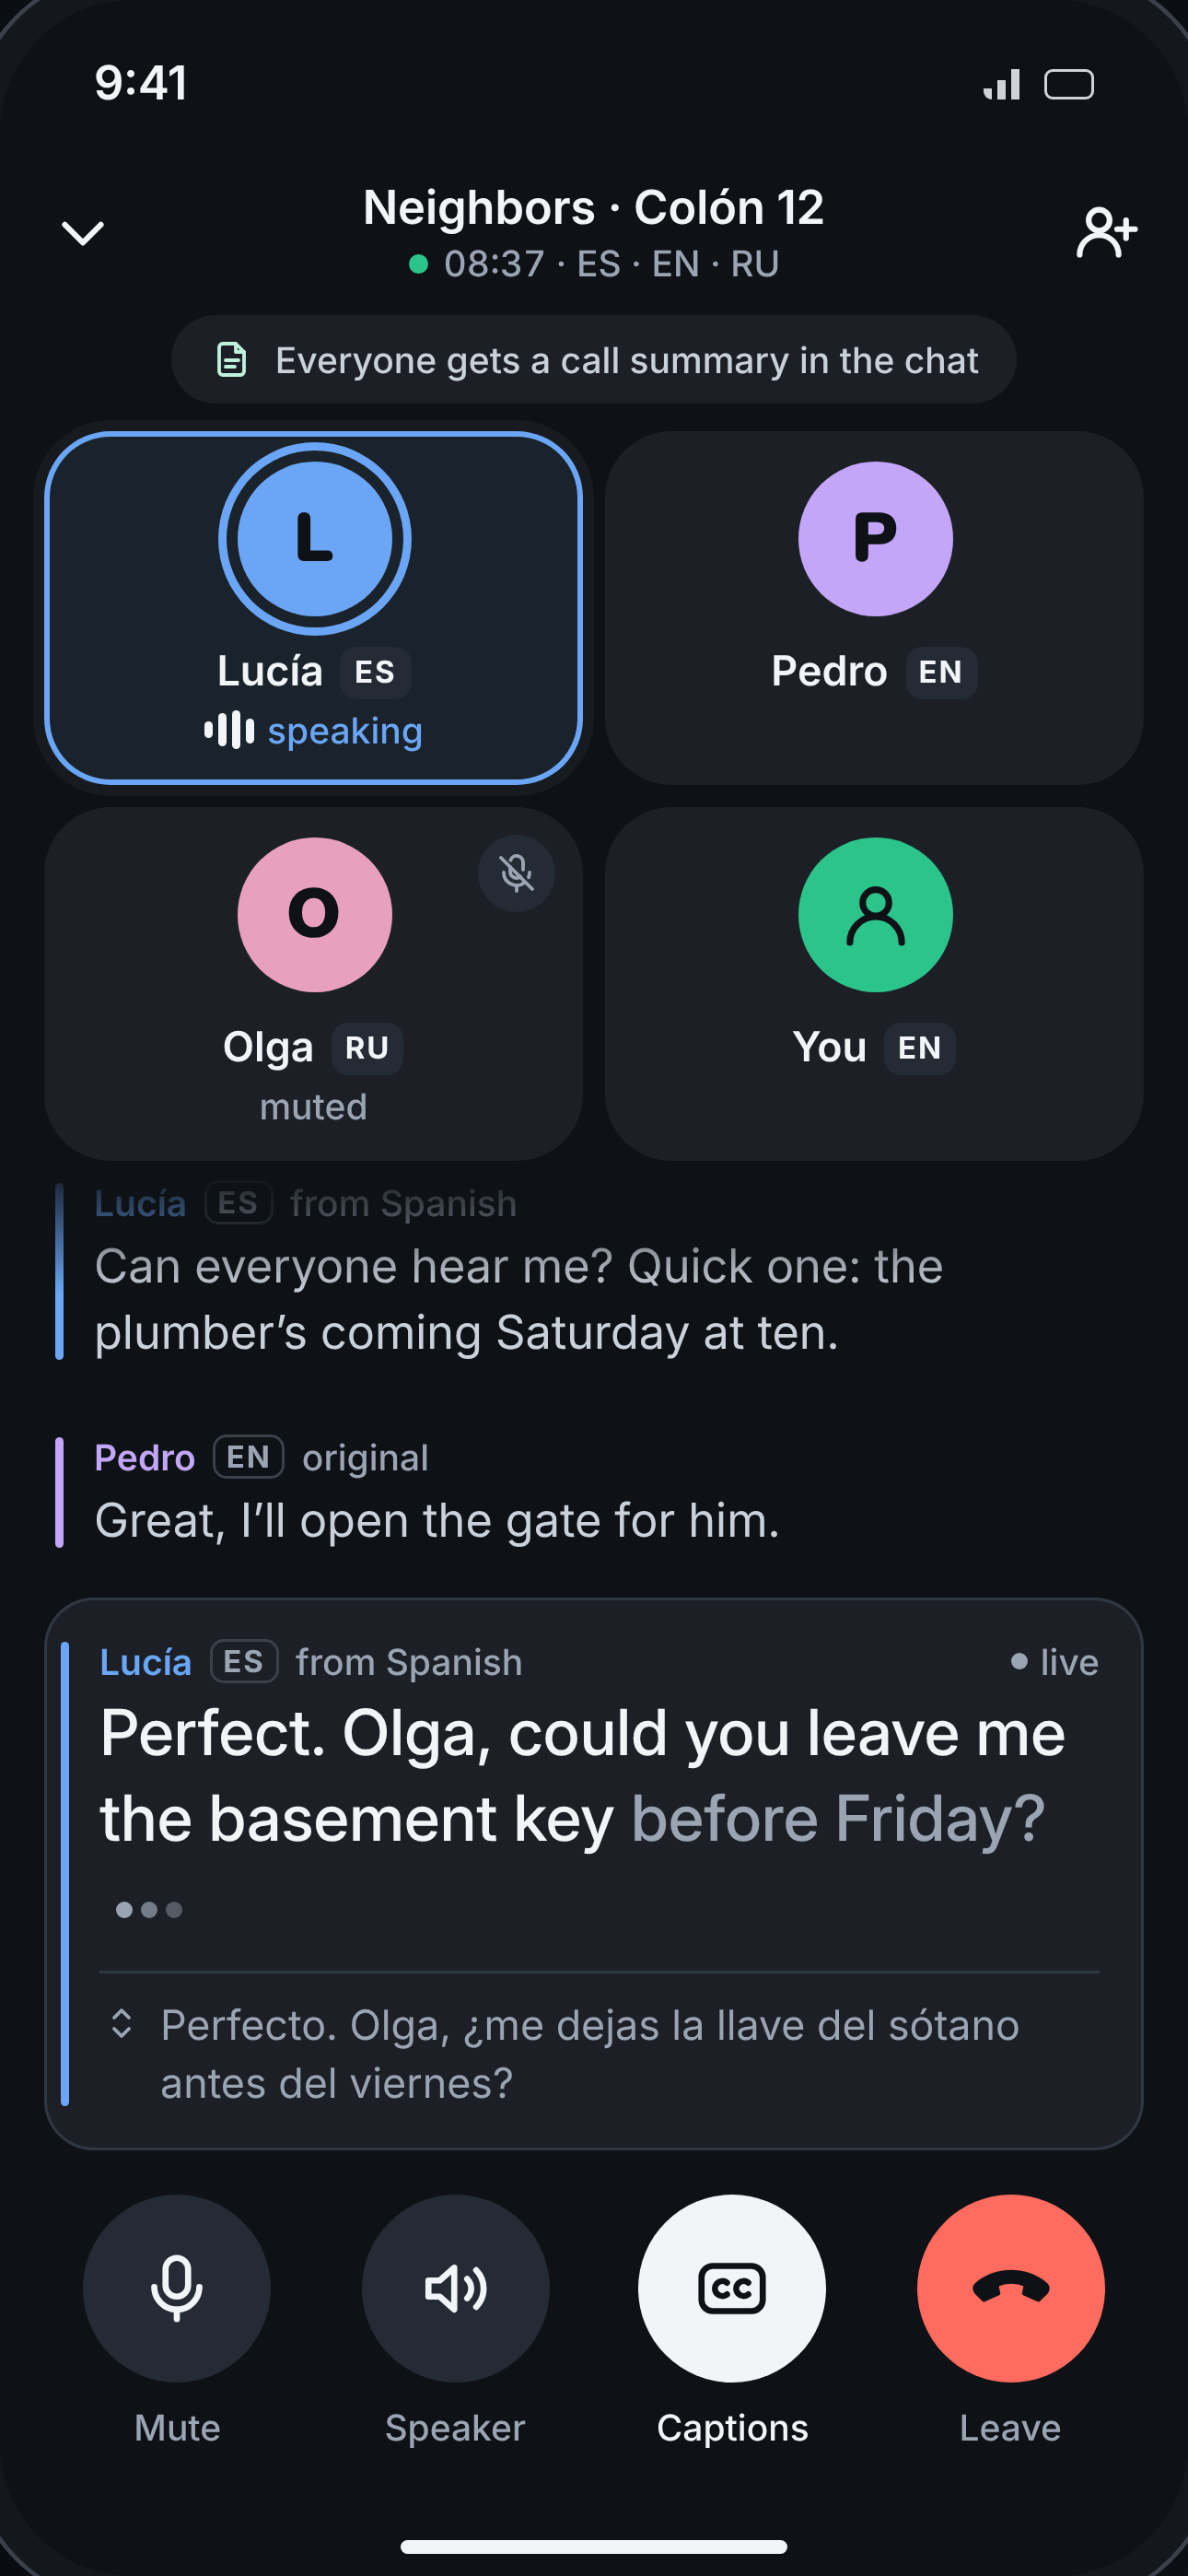 9:41
Neighbors · Colón 12
08:37 · ES · EN · RU
Everyone gets a call summary in the chat
L
P
Lucía ES
Pedro EN
speaking
O
Olga RU
You EN
muted
Lucía ES from Spanish
Can everyone hear me? Quick one: the
plumber’s coming Saturday at ten.
Pedro EN original
Great, I’ll open the gate for him.
Lucía ES from Spanish
live
Perfect. Olga, could you leave me
the basement key before Friday?
Perfecto. Olga, ¿me dejas la llave del sótano
antes del viernes?
CC
Mute
Speaker
Captions
Leave